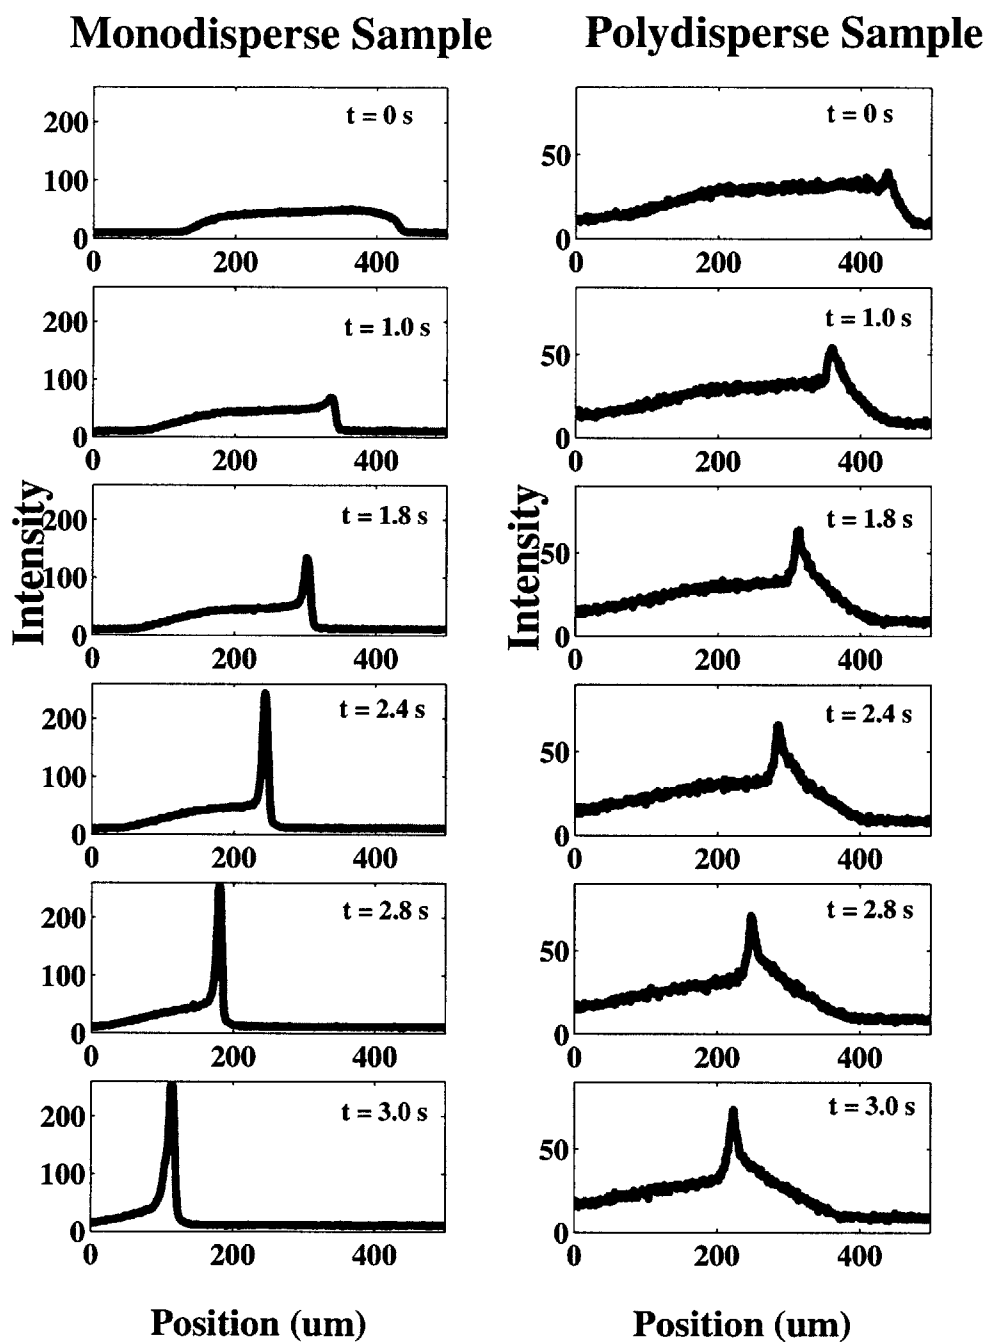 Monodisperse Sample
Polydisperse Sample
t = 0 s
200
100
0
0 200 400
t = 0 s
50
0
0 200 400
t = 1.0 s
200
100
0
0 200 400
t = 1.0 s
50
0
0 200 400
Intensity
t = 1.8 s
200
100
0
0 200 400
Intensity
t = 1.8 s
50
0
0 200 400
t = 2.4 s
200
100
0
0 200 400
t = 2.4 s
50
0
0 200 400
t = 2.8 s
200
100
0
0 200 400
t = 2.8 s
50
0
0 200 400
t = 3.0 s
200
100
0
0 200 400
t = 3.0 s
50
0
0 200 400
Position (um)
Position (um)